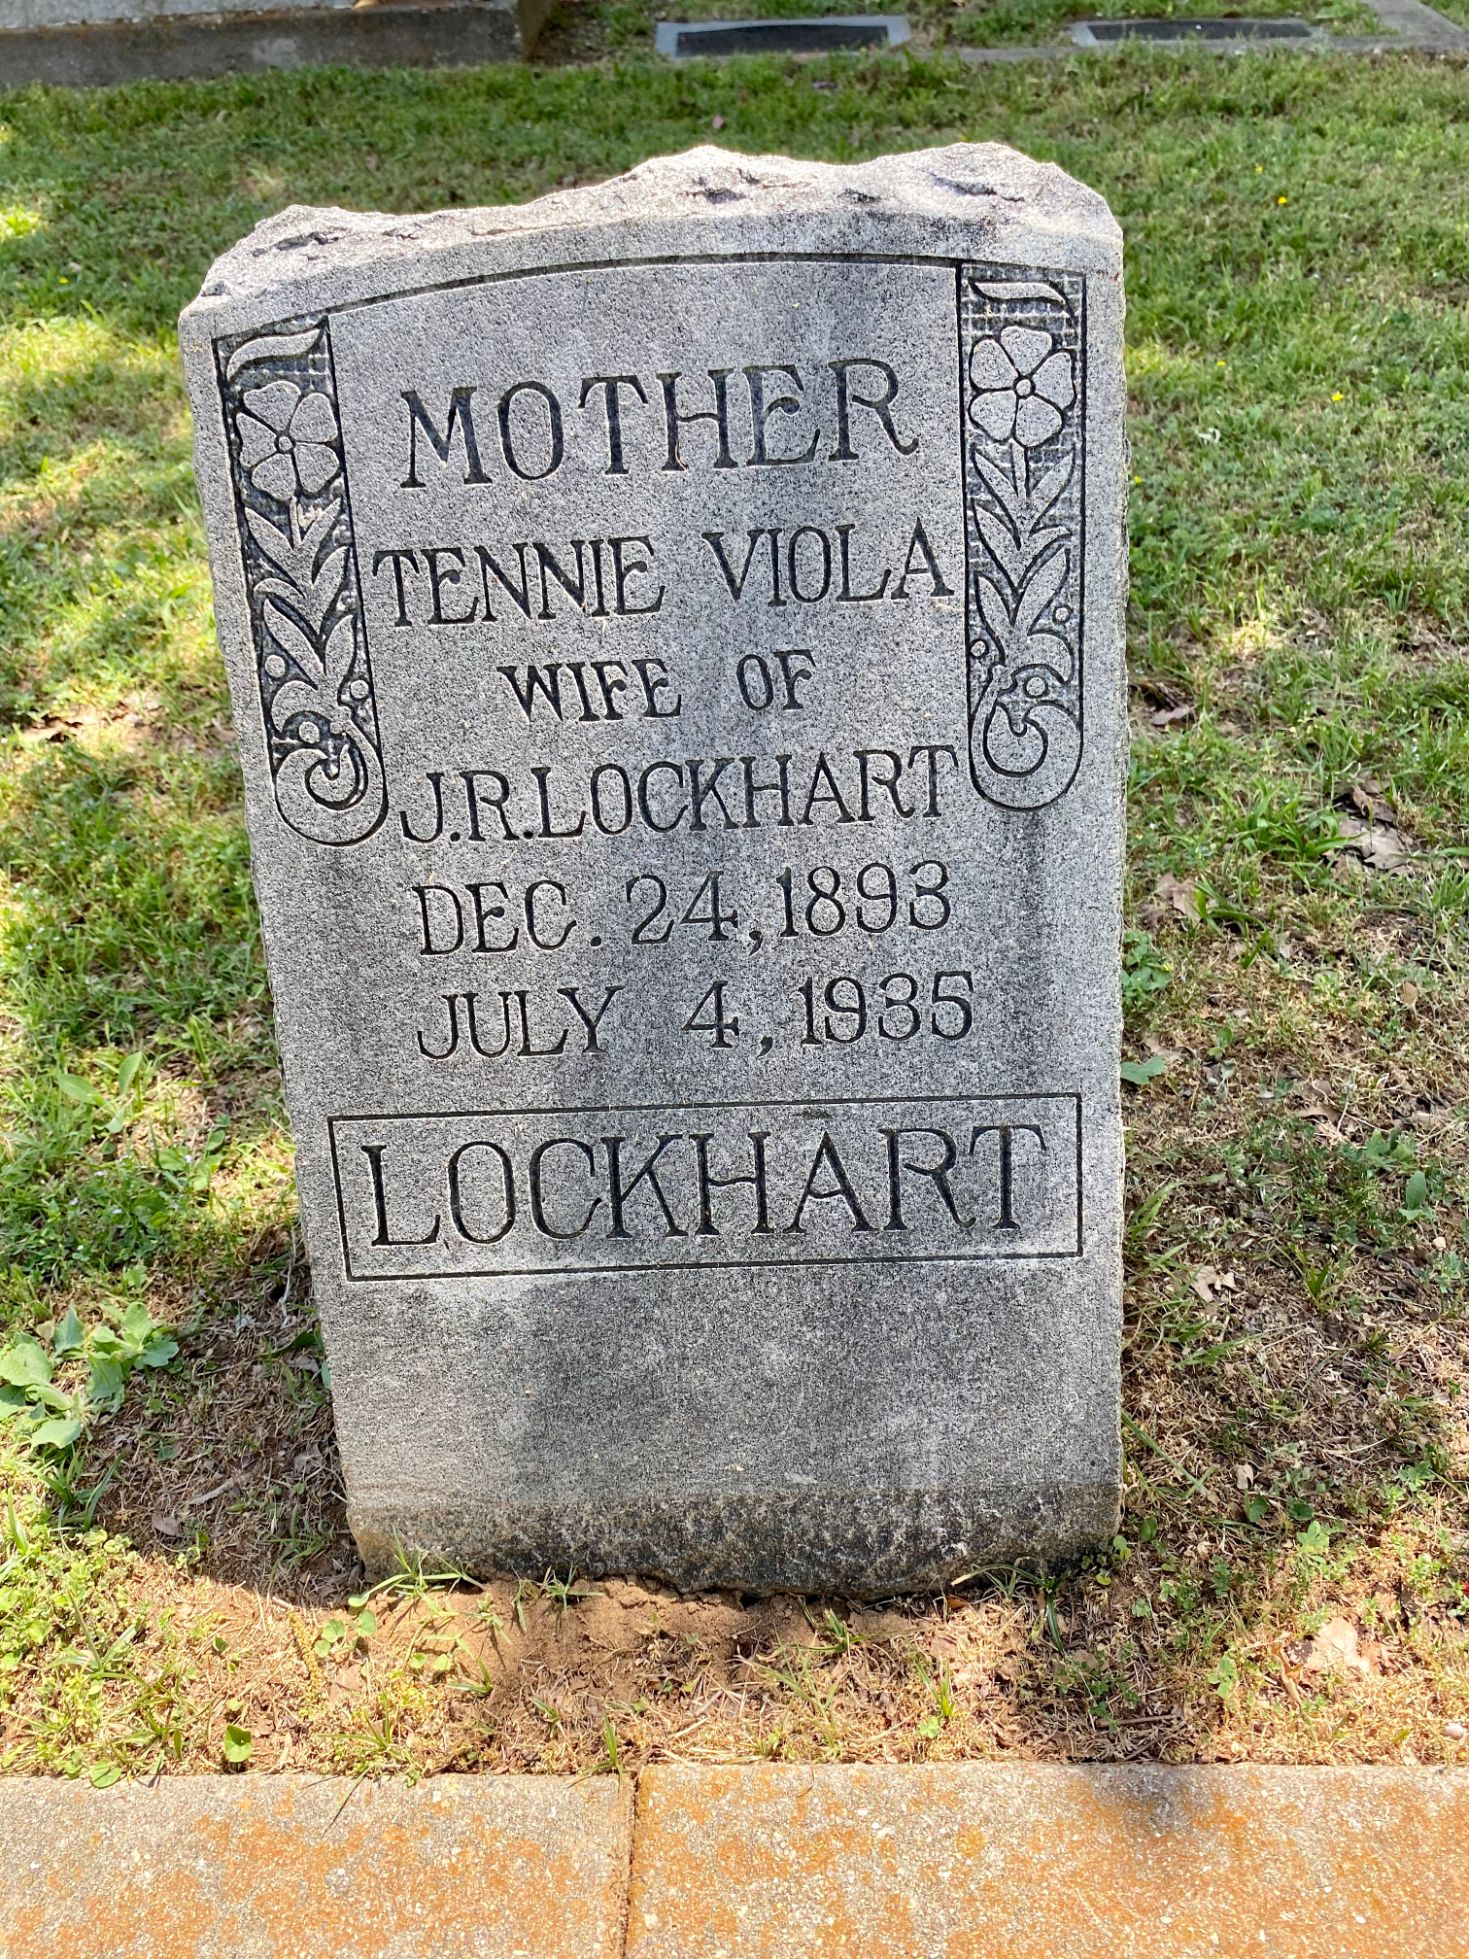 MOTHER
TENNIE VIOLA
WIFE OF
J.R. LOCKHART
DEC. 24, 1893
JULY 4, 1935
LOCKHART